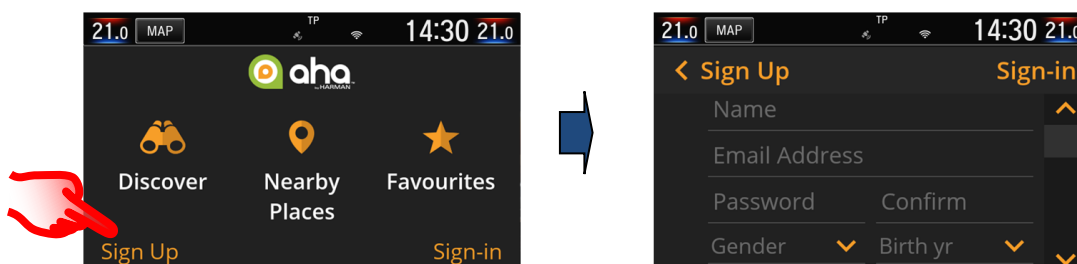 21.0 MAP TP 14:30 21.0
aha
by HARMAN
Discover Nearby Places Favourites
Sign Up Sign-in
21.0 MAP TP 14:30 21.0
Sign Up Sign-in
Name
Email Address
Password Confirm
Gender Birth yr